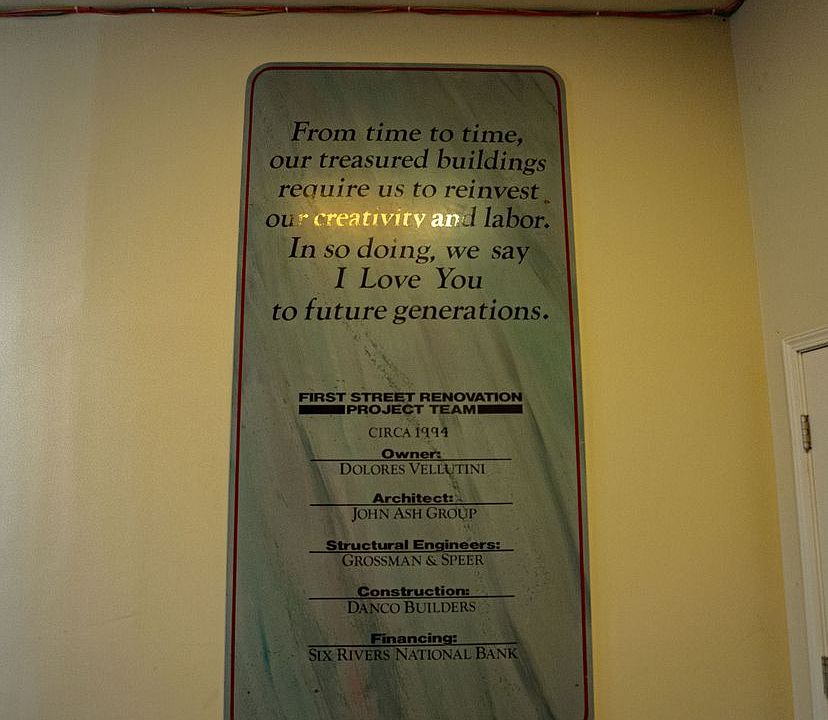 From time to time,
our treasured buildings
require us to reinvest
our creativity and labor.
In so doing, we say
I Love You
to future generations.
FIRST STREET RENOVATION
PROJECT TEAM
CIRCA 1994
Owner:
DOLORES VELLUTINI
Architect:
JOHN ASH GROUP
Structural Engineers:
GROSSMAN & SPEER
Construction:
DANCO BUILDERS
Financing:
SIX RIVERS NATIONAL BANK